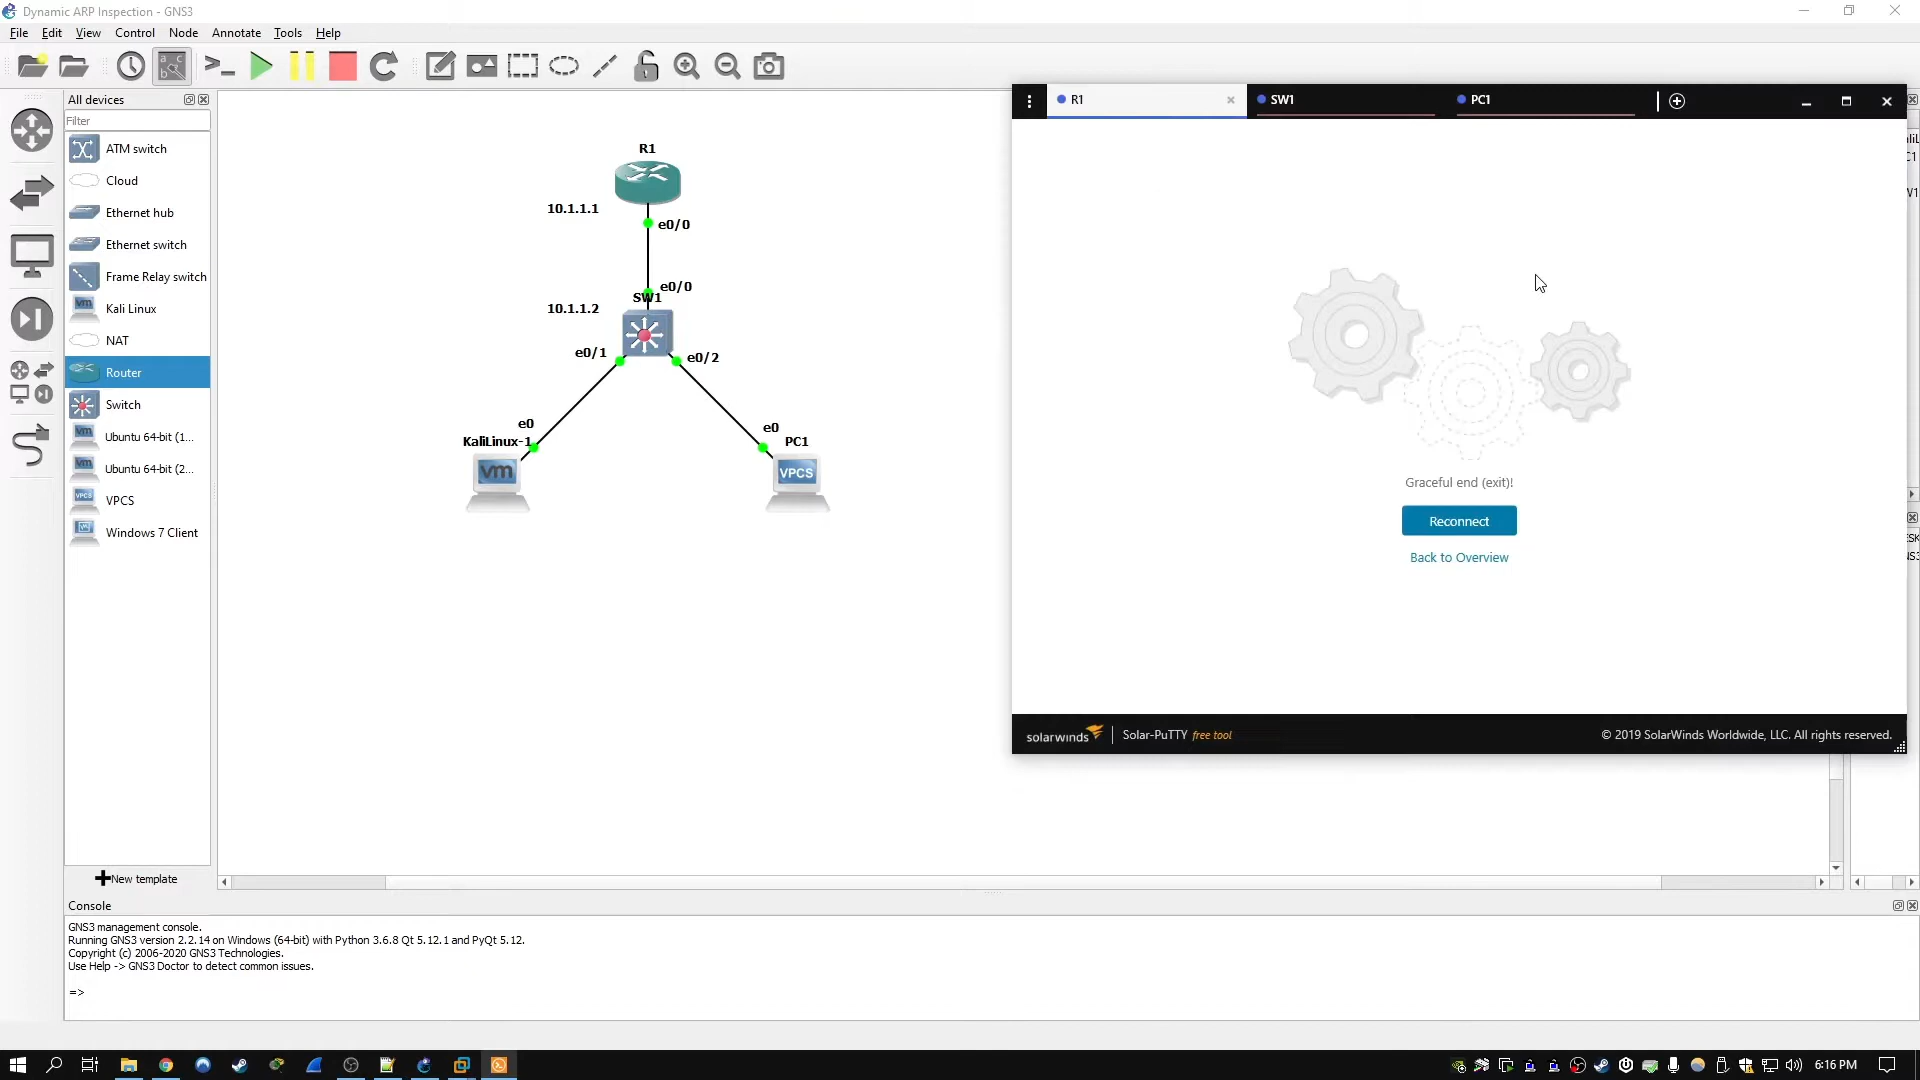 Dynamic ARP Inspection - GNS3
File Edit View Control Node Annotate Tools Help
All devices
Filter
ATM switch
Cloud
Ethernet hub
Ethernet switch
Frame Relay switch
Kali Linux
NAT
Router
Switch
Ubuntu 64-bit (1...
Ubuntu 64-bit (2...
VPCS
Windows 7 Client
New template
R1
10.1.1.1
e0/0
e0/0
SW1
10.1.1.2
e0/1
e0/2
e0
KaliLinux-1
vm
e0
PC1
VPCS
R1
SW1
PC1
Graceful end (exit)!
Reconnect
Back to Overview
solarwinds
Solar-PuTTY free tool
© 2019 SolarWinds Worldwide, LLC. All rights reserved.
Console
GNS3 management console.
Running GNS3 version 2.2.14 on Windows (64-bit) with Python 3.6.8 Qt 5.12.1 and PyQt 5.12.
Copyright (c) 2006-2020 GNS3 Technologies.
Use Help -> GNS3 Doctor to detect common issues.
=>
6:16 PM